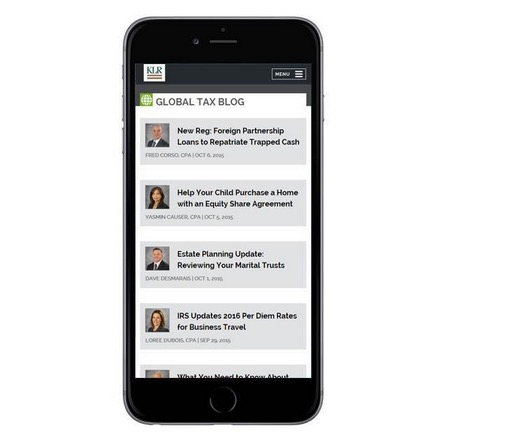 KLR
MENU
GLOBAL TAX BLOG
New Reg: Foreign Partnership
Loans to Repatriate Trapped Cash
FRED CORSO, CPA | OCT 6, 2015
Help Your Child Purchase a Home
with an Equity Share Agreement
YASMIN CAUSER, CPA | OCT 5, 2015
Estate Planning Update:
Reviewing Your Marital Trusts
DAVE DESMARAIS | OCT 1, 2015
IRS Updates 2016 Per Diem Rates
for Business Travel
LOREE DUBOIS, CPA | SEP 29, 2015
What You Need to Know About